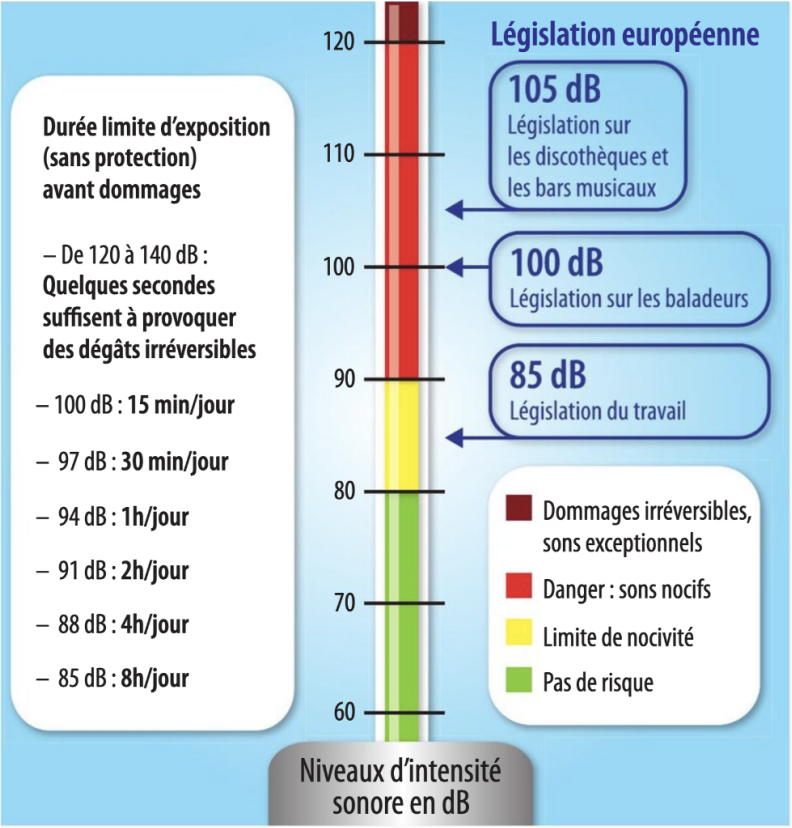 Durée limite d'exposition
(sans protection)
avant dommages
– De 120 à 140 dB :
Quelques secondes
suffisent à provoquer
des dégâts irréversibles
– 100 dB : 15 min/jour
– 97 dB : 30 min/jour
– 94 dB : 1h/jour
– 91 dB : 2h/jour
– 88 dB : 4h/jour
– 85 dB : 8h/jour
120
110
100
90
80
70
60
Niveaux d'intensité
sonore en dB
Législation européenne
105 dB
Législation sur
les discothèques et
les bars musicaux
100 dB
Législation sur les baladeurs
85 dB
Législation du travail
Dommages irréversibles,
sons exceptionnels
Danger : sons nocifs
Limite de nocivité
Pas de risque